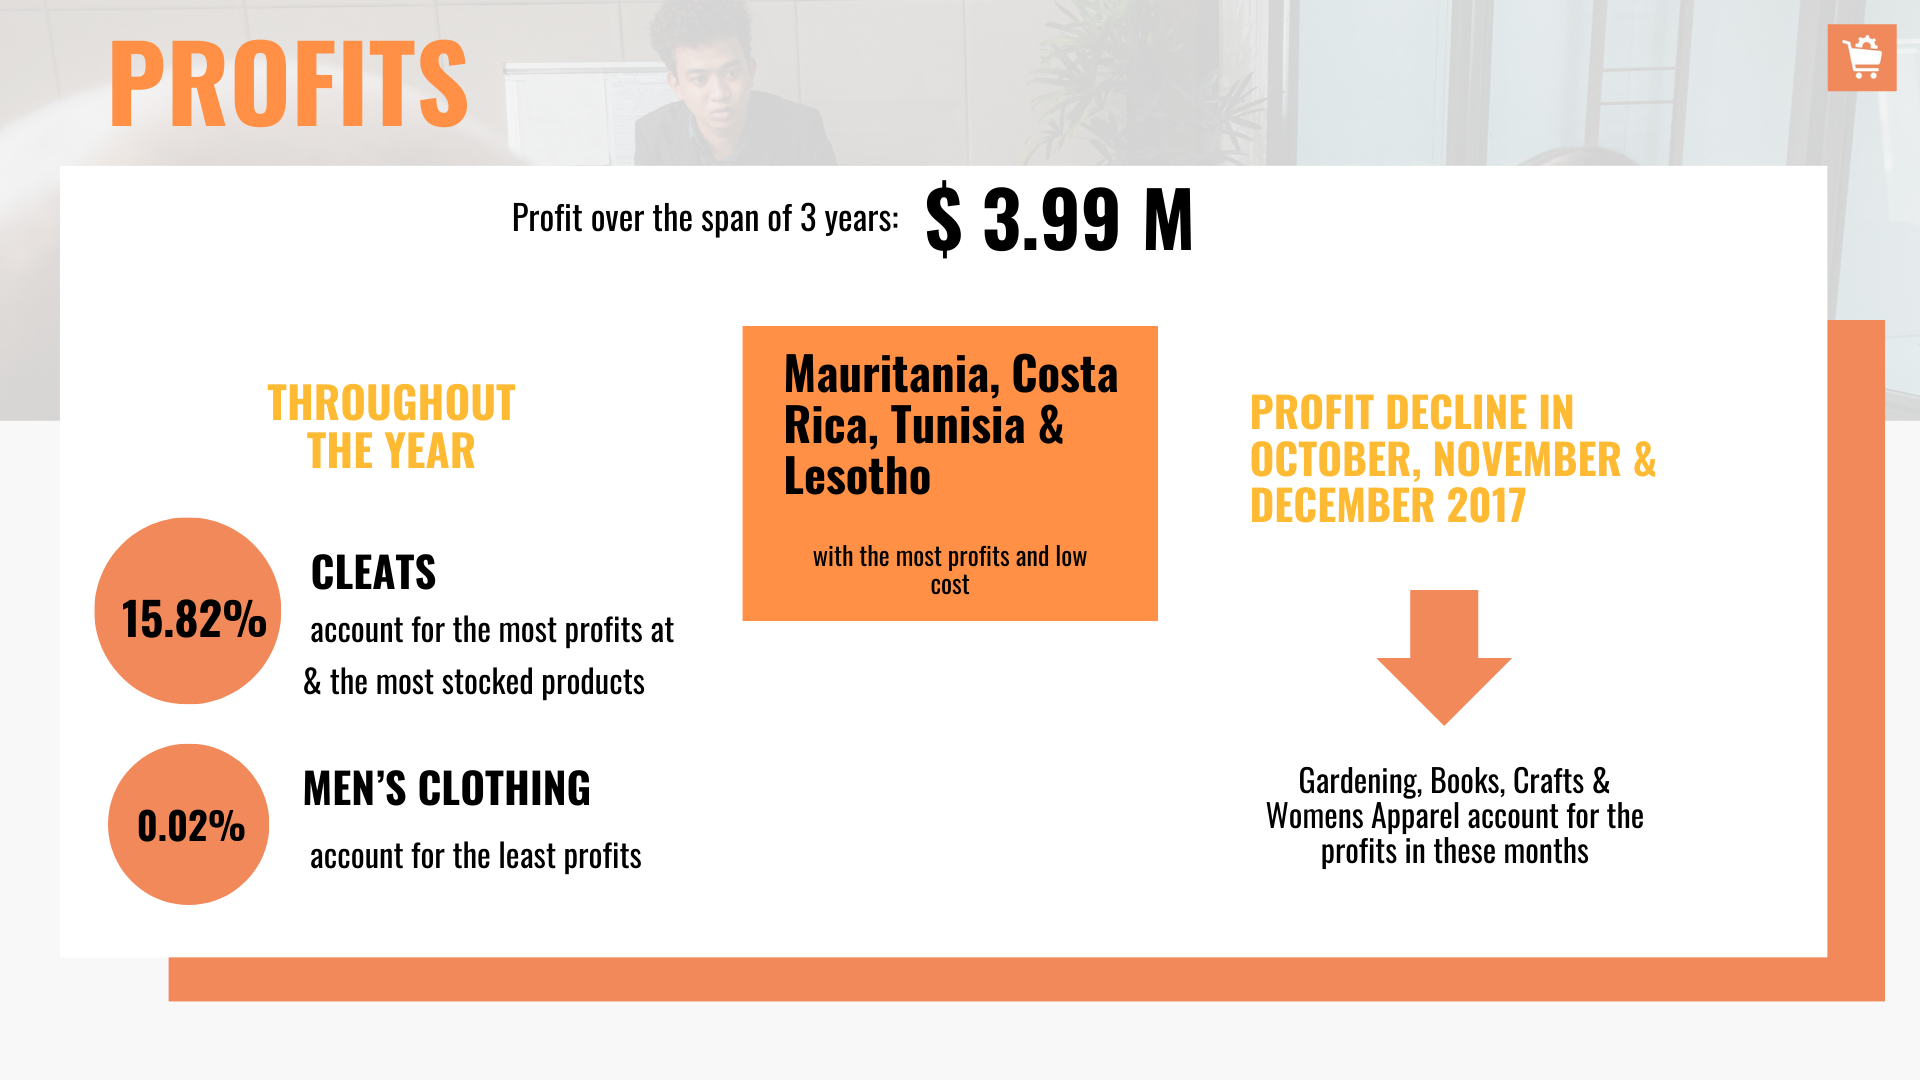 PROFITS
Profit over the span of 3 years:
$ 3.99 M
THROUGHOUT
THE YEAR
15.82%
CLEATS
account for the most profits at
& the most stocked products
0.02%
MEN’S CLOTHING
account for the least profits
Mauritania, Costa
Rica, Tunisia &
Lesotho
with the most profits and low
cost
PROFIT DECLINE IN
OCTOBER, NOVEMBER &
DECEMBER 2017
Gardening, Books, Crafts &
Womens Apparel account for the
profits in these months